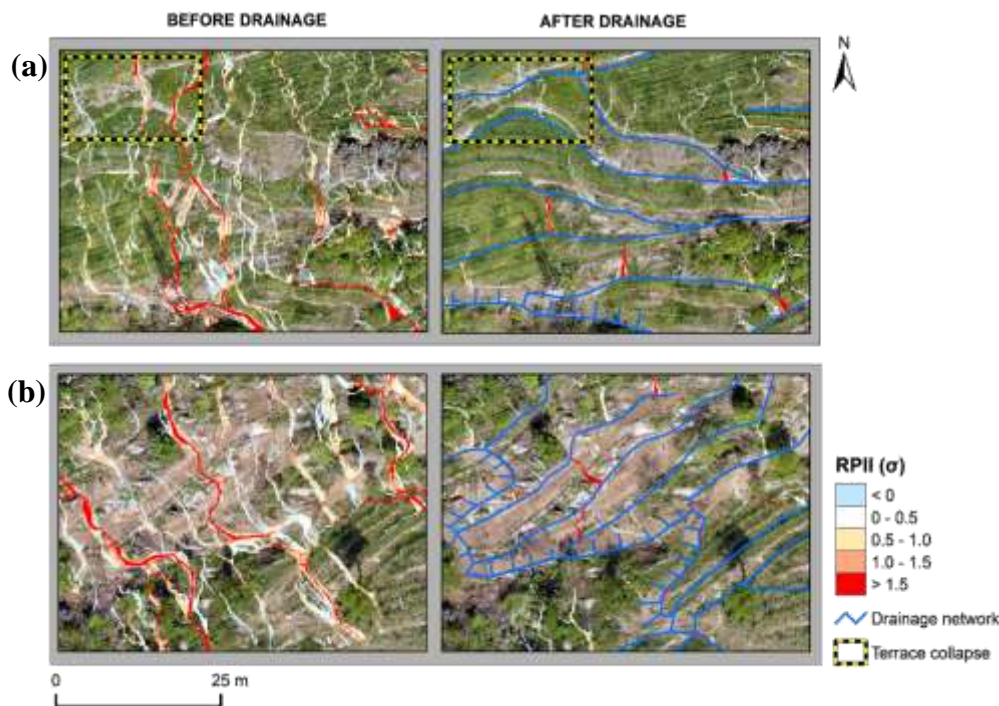 BEFORE DRAINAGE
AFTER DRAINAGE
(a)
N
(b)
RPII (σ)
< 0
0 - 0.5
0.5 - 1.0
1.0 - 1.5
> 1.5
Drainage network
Terrace collapse
0
25 m